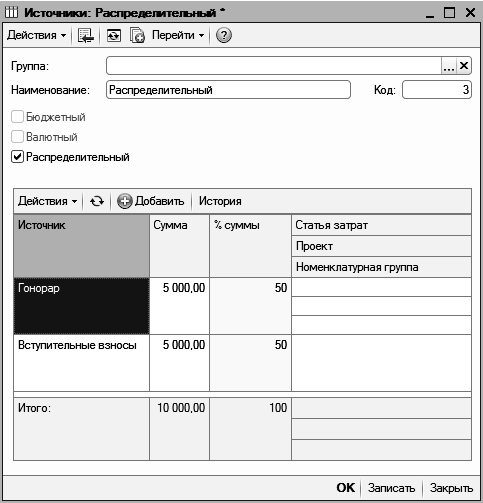 Источники: Распределительный *
Действия Перейти ?
Группа: ... ×
Наименование: Распределительный Код: 3
Бюджетный
Валютный
Распределительный
Действия Добавить История
Источник Сумма % суммы Статья затрат
Проект
Номенклатурная группа
Гонорар 5 000,00 50
Вступительные взносы 5 000,00 50
Итого: 10 000,00 100
OK Записать Закрыть